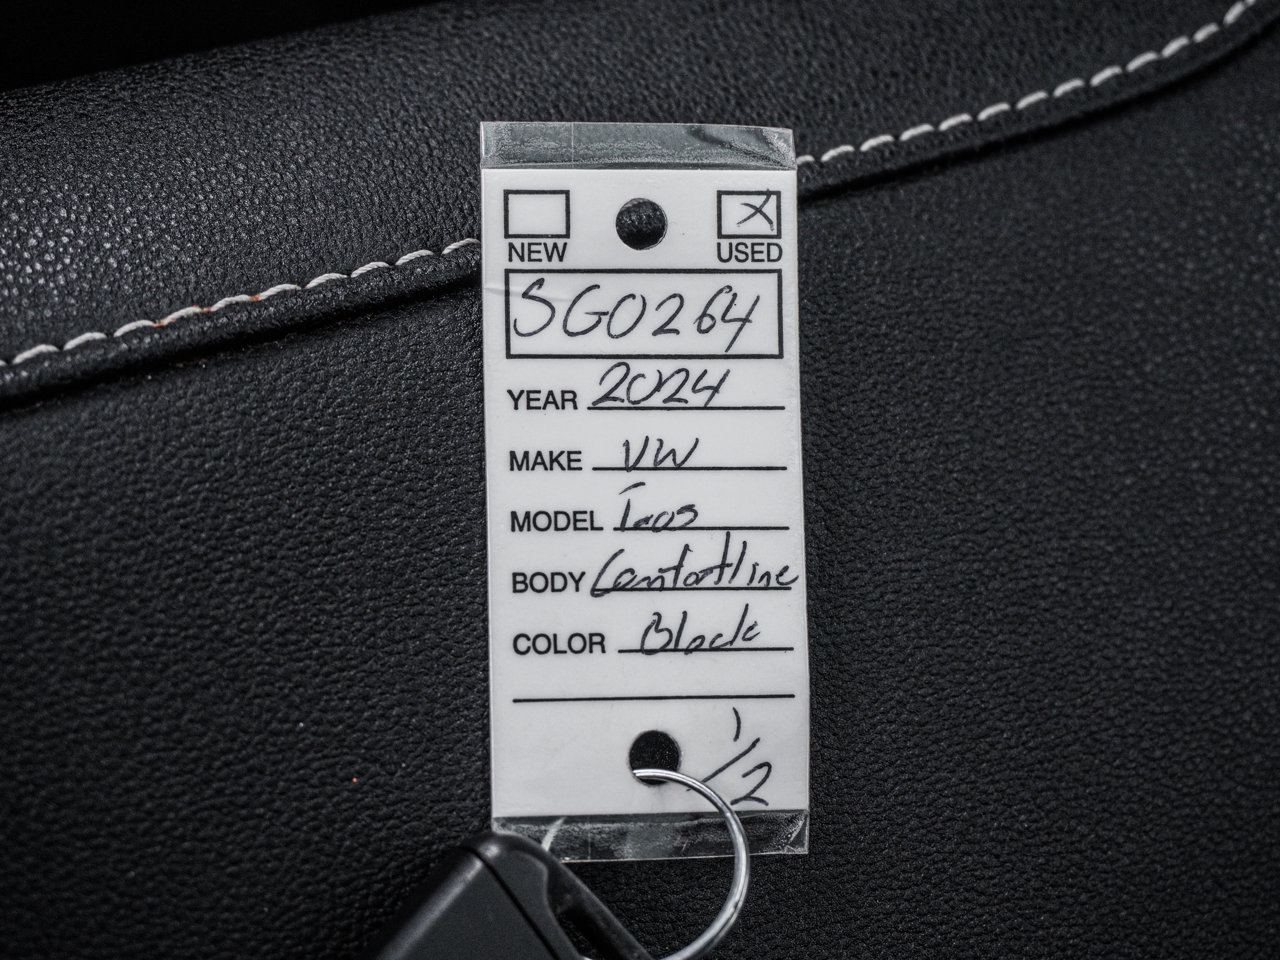 NEW USED
SG0264
YEAR 2024
MAKE VW
MODEL Taos
BODY Comfortline
COLOR Black
1/2